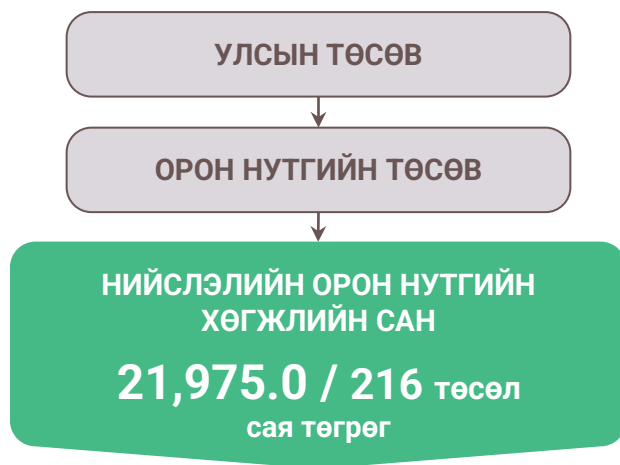 УЛСЫН ТӨСӨВ
ОРОН НУТГИЙН ТӨСӨВ
НИЙСЛЭЛИЙН ОРОН НУТГИЙН
ХӨГЖЛИЙН САН
21,975.0 / 216 төсөл
сая төгрөг